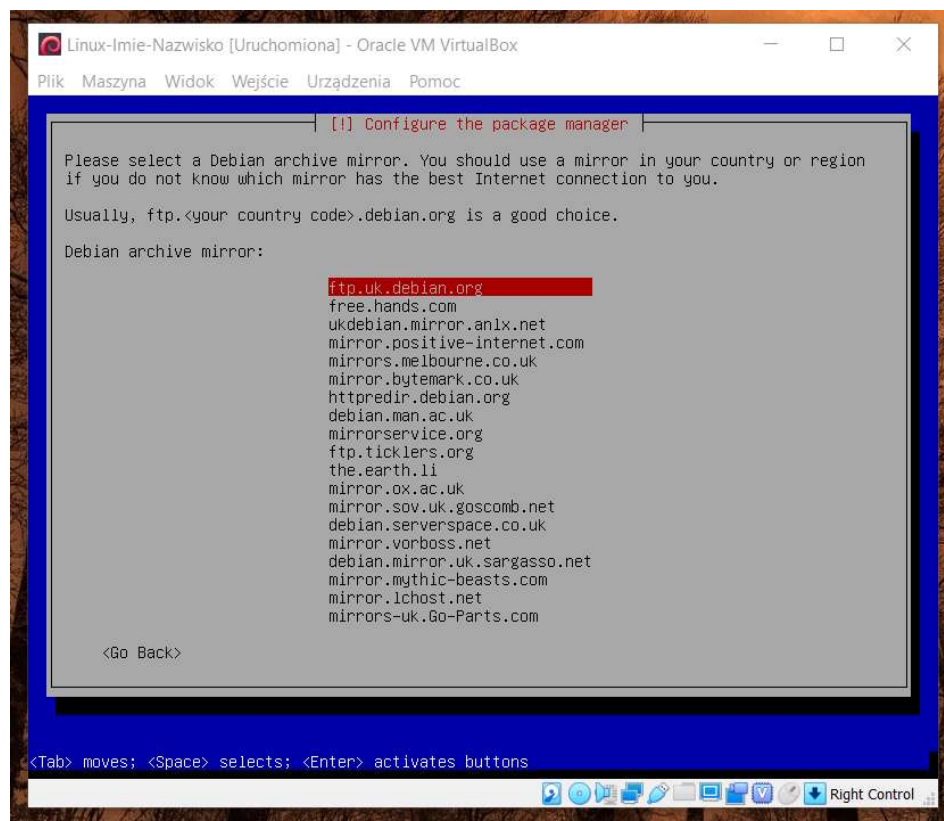 Linux-Imie-Nazwisko [Uruchomiona] - Oracle VM VirtualBox
Plik Maszyna Widok Wejście Urządzenia Pomoc
[!] Configure the package manager
Please select a Debian archive mirror. You should use a mirror in your country or region
if you do not know which mirror has the best Internet connection to you.
Usually, ftp.<your country code>.debian.org is a good choice.
Debian archive mirror:
ftp.uk.debian.org
free.hands.com
ukdebian.mirror.anlx.net
mirror.positive-internet.com
mirrors.melbourne.co.uk
mirror.bytemark.co.uk
httpredir.debian.org
debian.man.ac.uk
mirrorservice.org
ftp.ticklers.org
the.earth.li
mirror.ox.ac.uk
mirror.sov.uk.goscomb.net
debian.serverspace.co.uk
mirror.vorboss.net
debian.mirror.uk.sargasso.net
mirror.mythic-beasts.com
mirror.lchost.net
mirrors-uk.Go-Parts.com
<Go Back>
<Tab> moves; <Space> selects; <Enter> activates buttons
Right Control